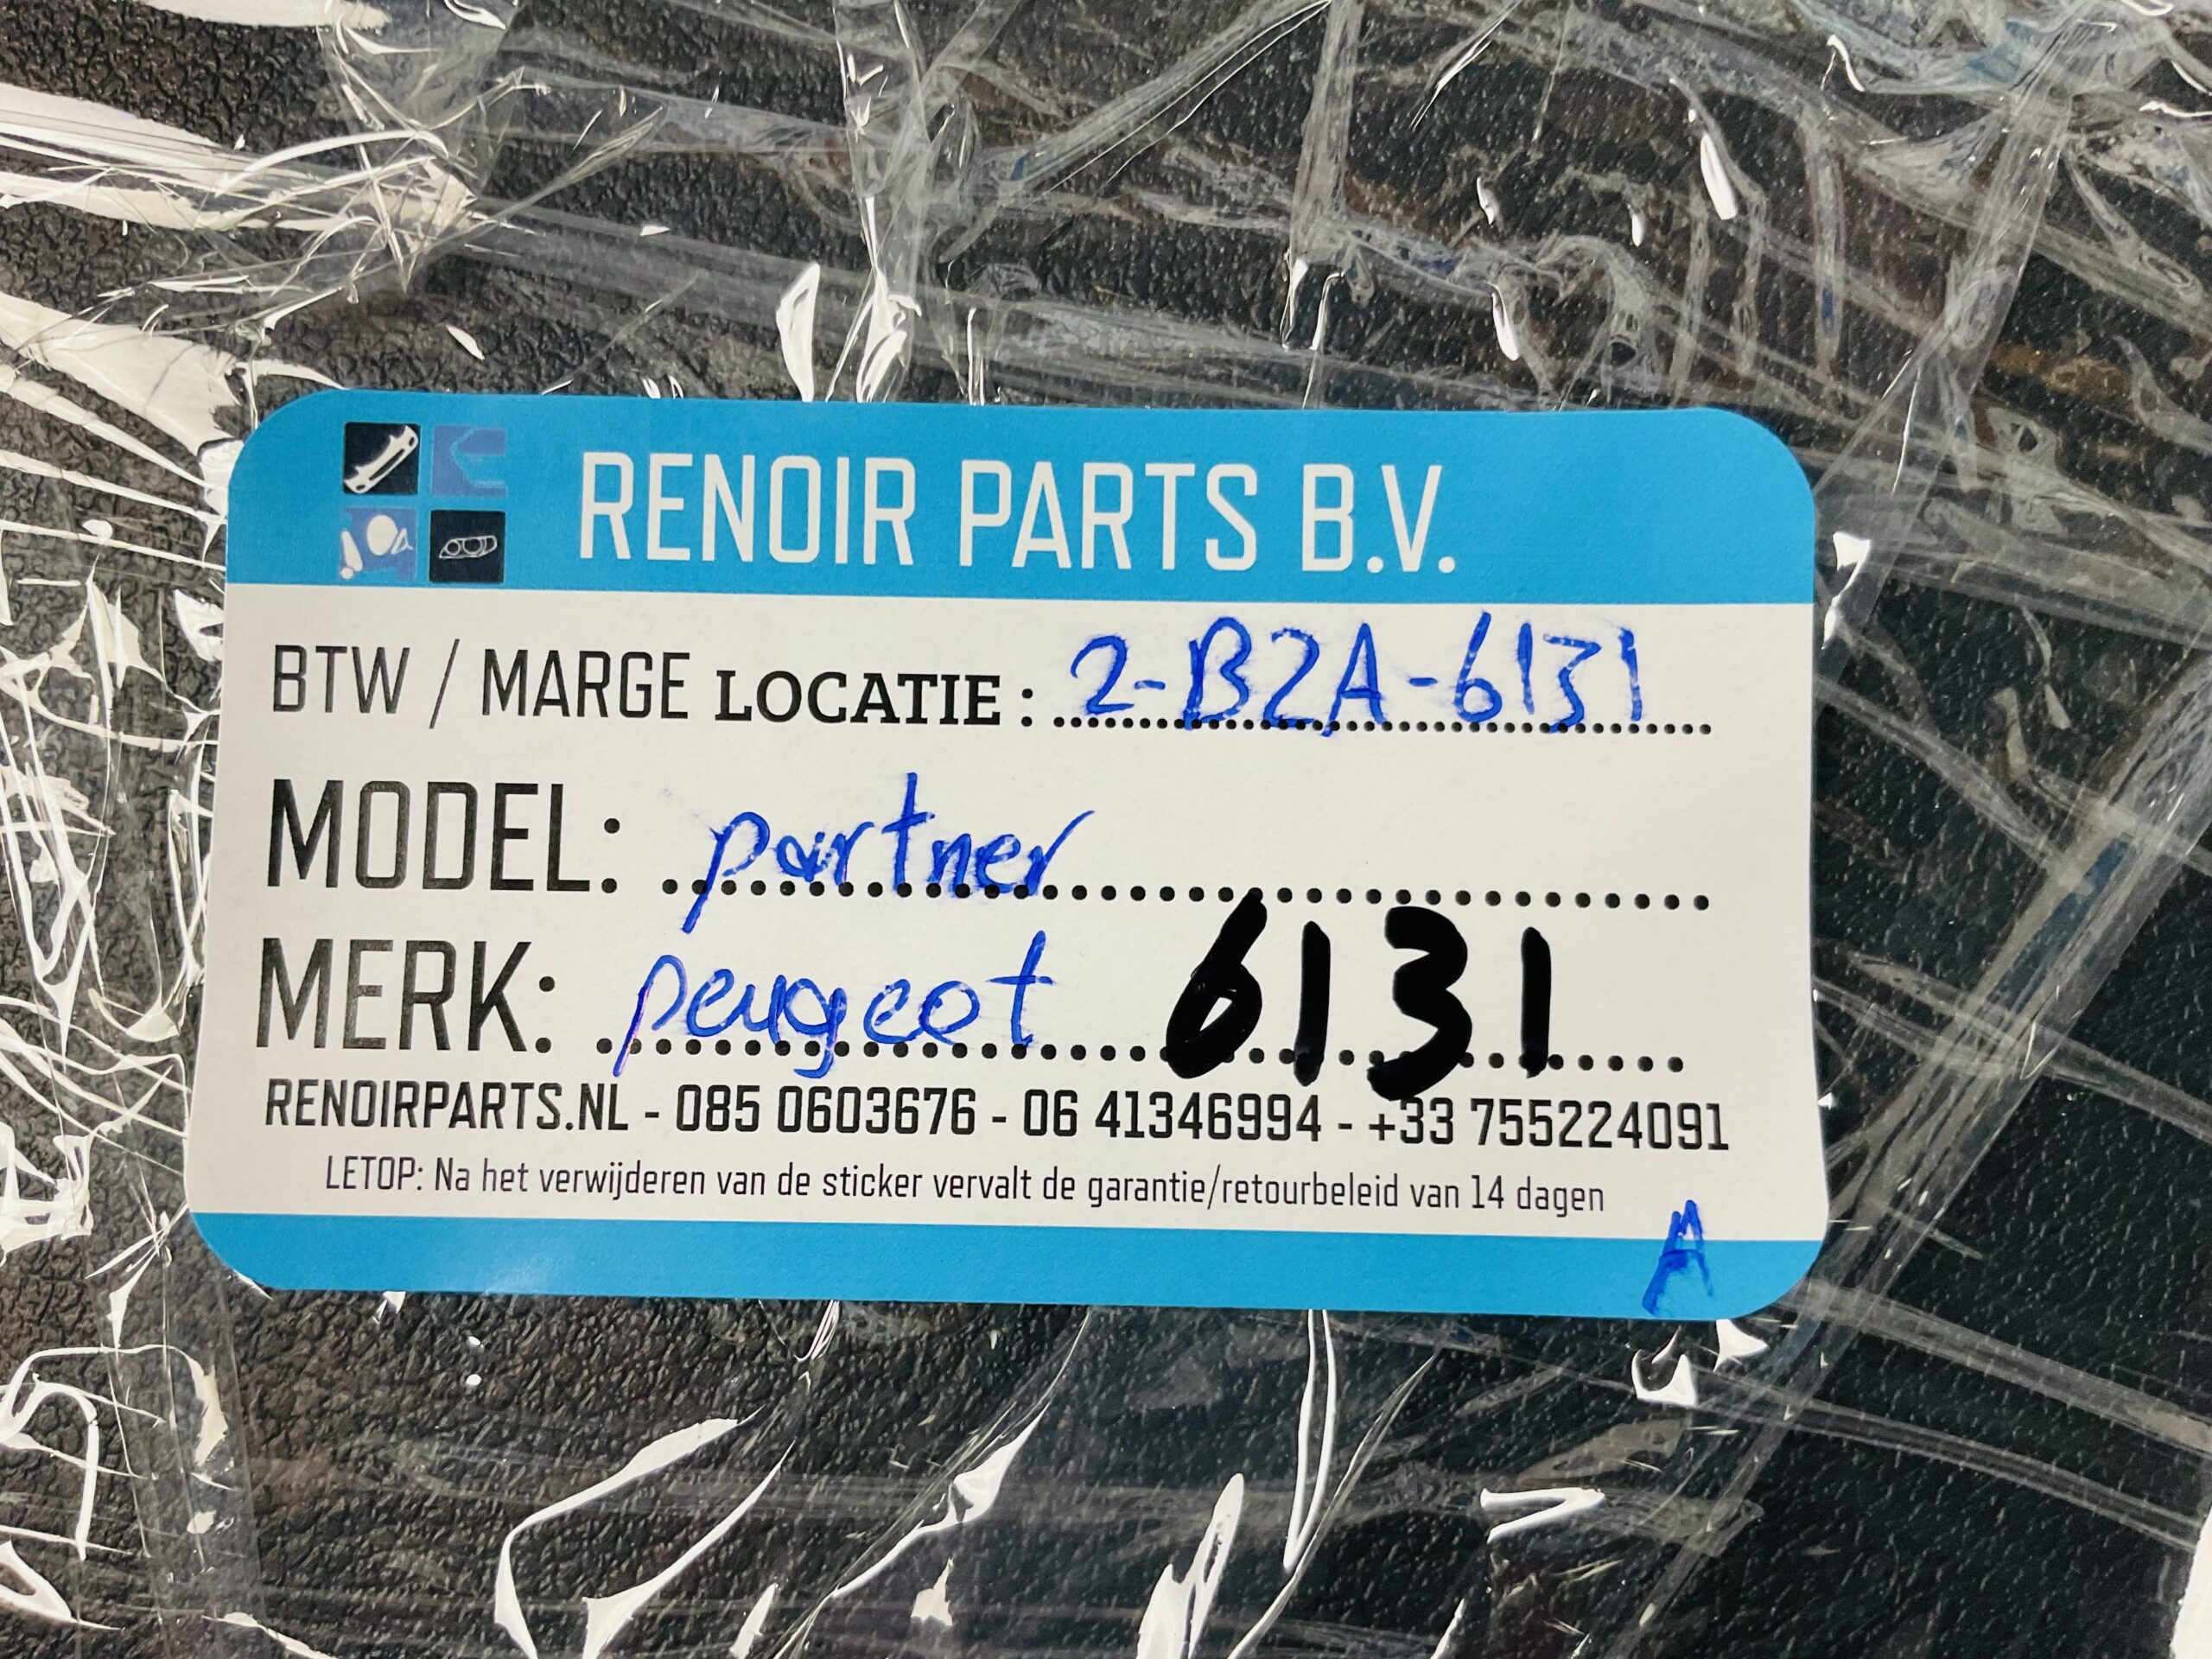 RENOIR PARTS B.V.
BTW / MARGE LOCATIE : 2-B2A-6131
MODEL: partner
MERK: peugeot 6131
RENOIRPARTS.NL - 085 0603676 - 06 41346994 - +33 755224091
LETOP: Na het verwijderen van de sticker vervalt de garantie/retourbeleid van 14 dagen
A